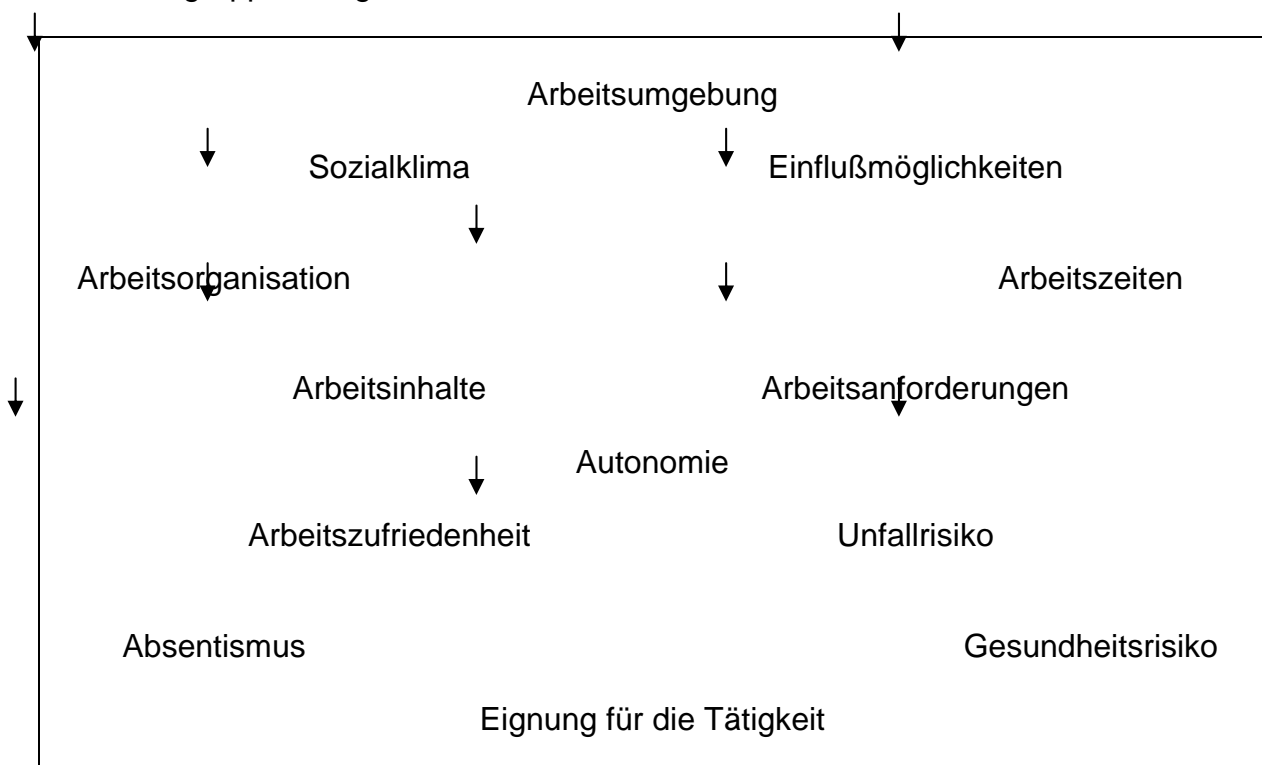 Arbeitsumgebung
Sozialklima Einflußmöglichkeiten
Arbeitsorganisation Arbeitszeiten
Arbeitsinhalte Arbeitsanforderungen
Autonomie
Arbeitszufriedenheit Unfallrisiko
Absentismus Gesundheitsrisiko
Eignung für die Tätigkeit